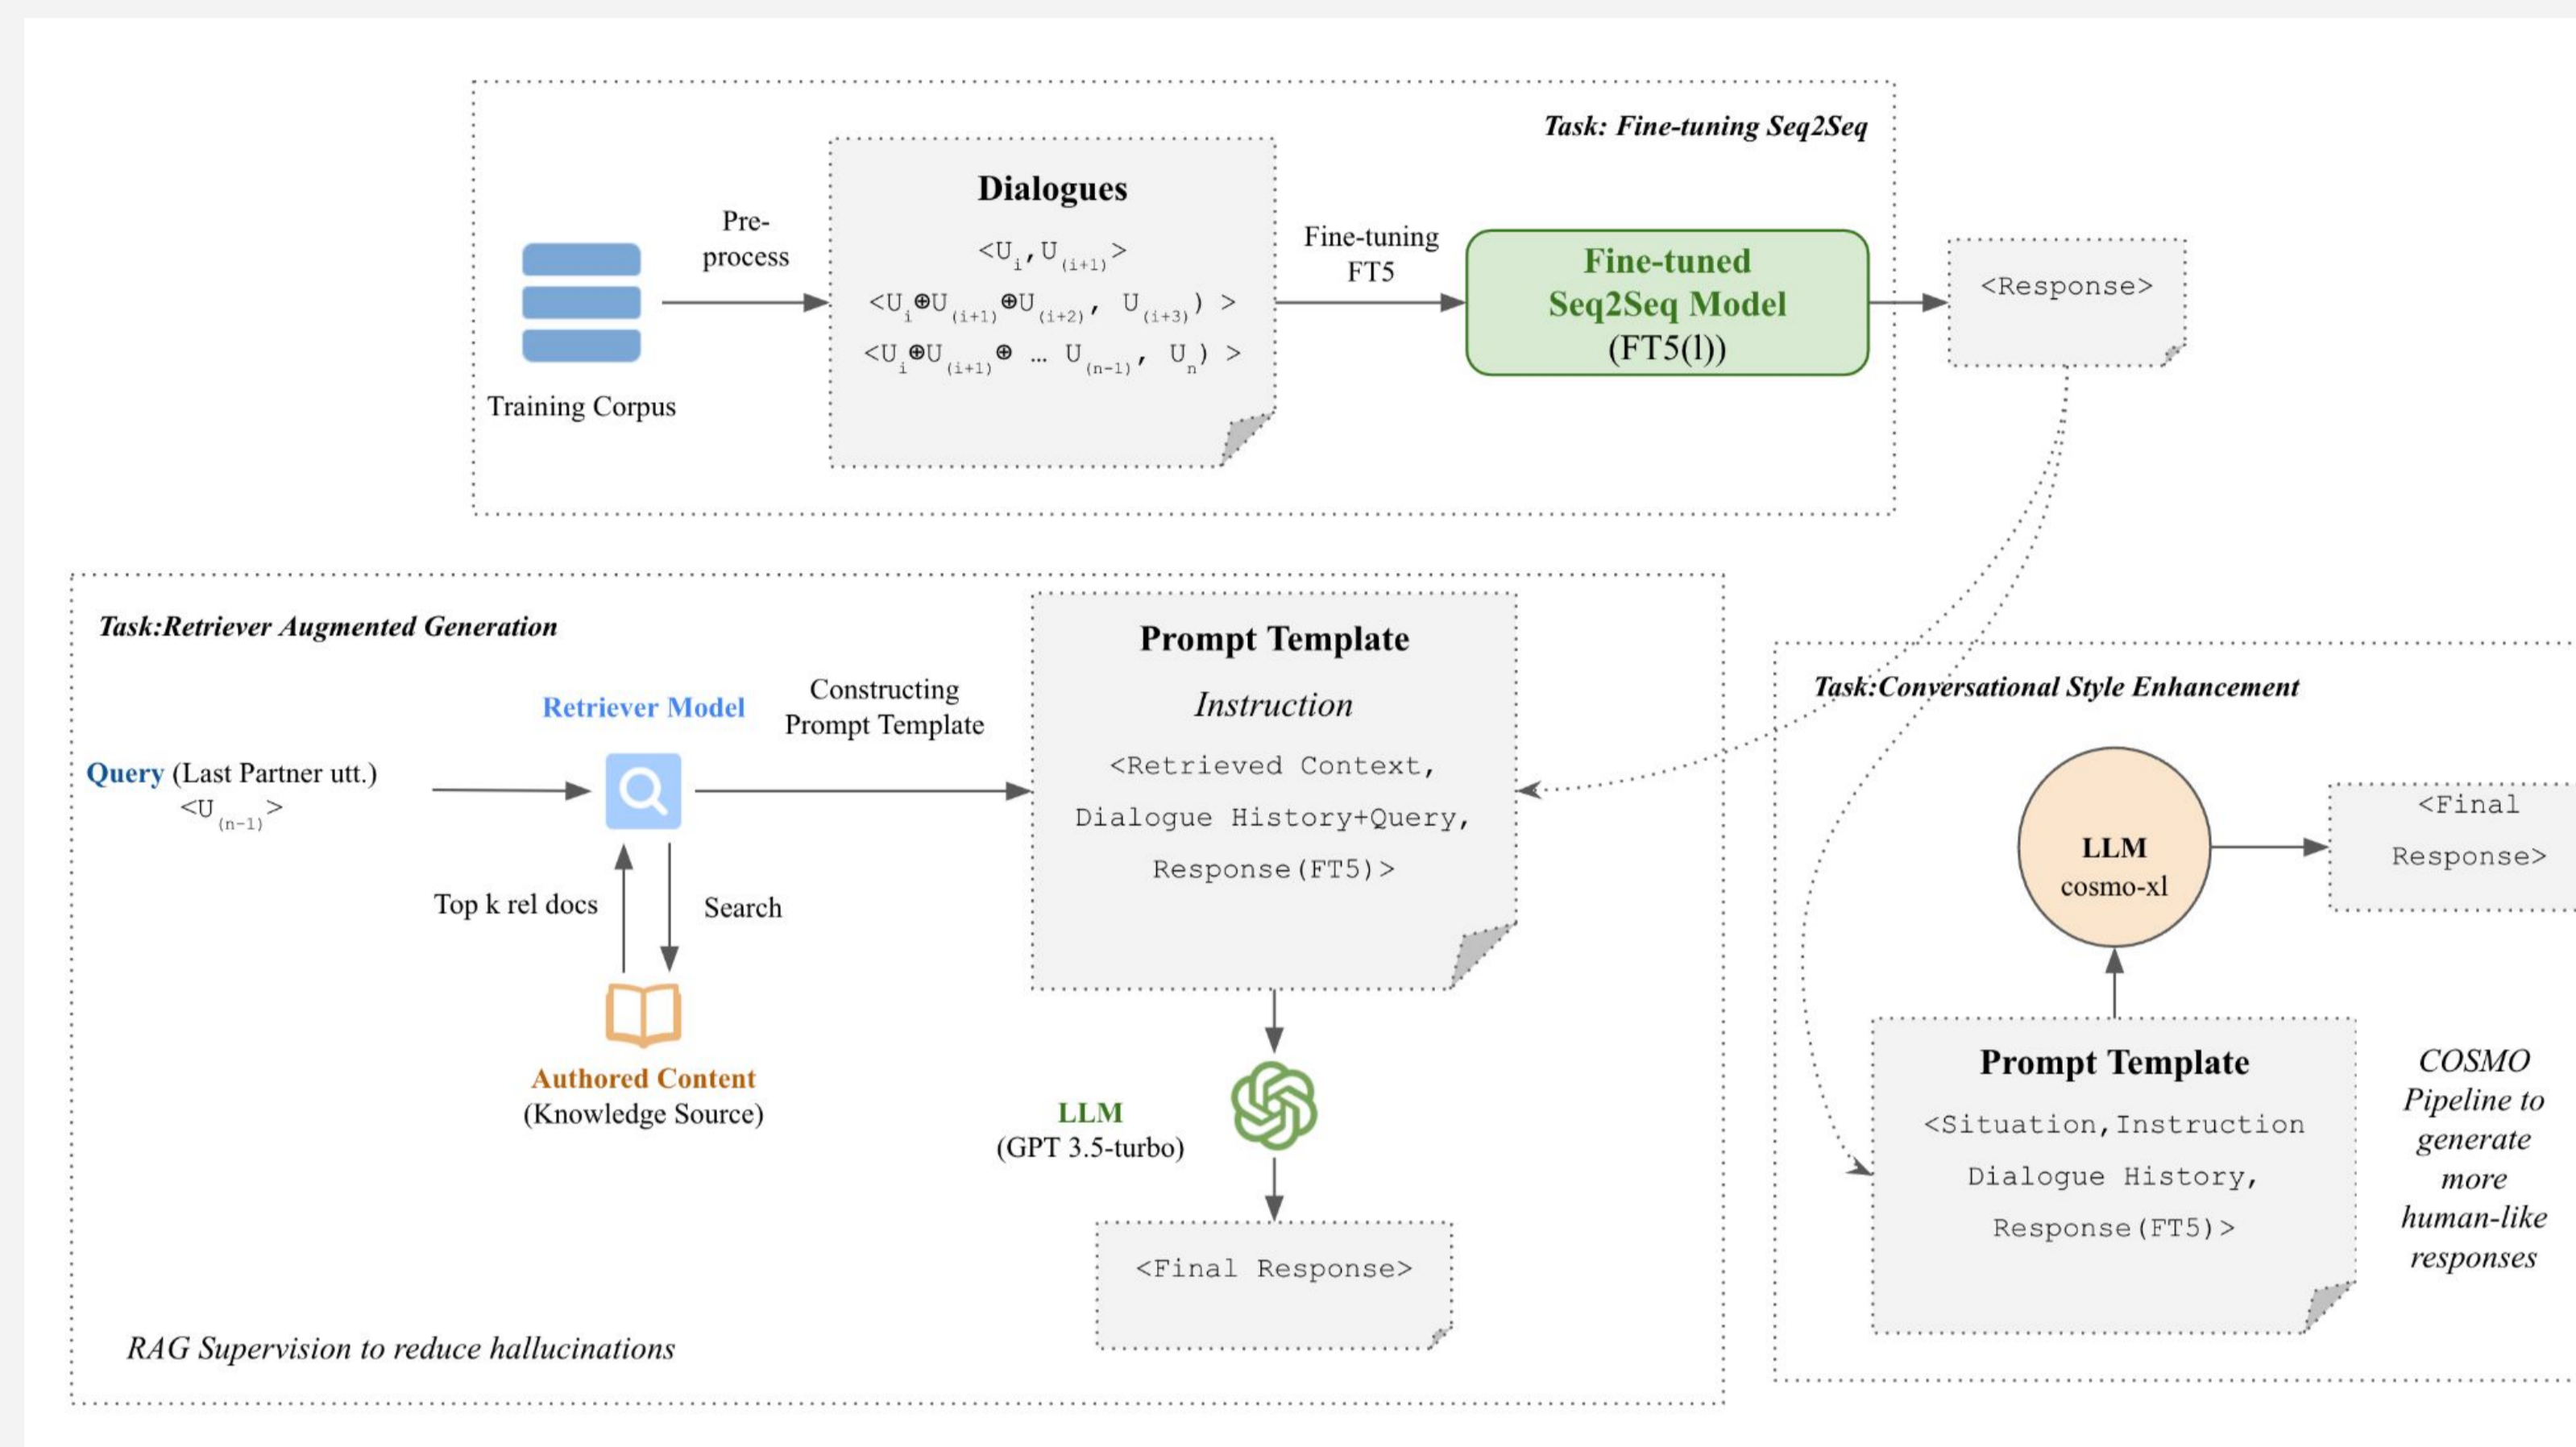 Task: Fine-tuning Seq2Seq
Pre-
process
Training Corpus
Dialogues
<U_i, U_(i+1)>
<U_i⊕U_(i+1)⊕U_(i+2), U_(i+3)) >
<U_i⊕U_(i+1)⊕ … U_(n-1), U_n) >
Fine-tuning
FT5
Fine-tuned
Seq2Seq Model
(FT5(l))
<Response>
Task:Retriever Augmented Generation
Query (Last Partner utt.)
<U_(n-1)>
Retriever Model
Constructing
Prompt Template
Top k rel docs
Search
Authored Content
(Knowledge Source)
Prompt Template
Instruction
<Retrieved Context,
Dialogue History+Query,
Response(FT5)>
LLM
(GPT 3.5-turbo)
<Final Response>
RAG Supervision to reduce hallucinations
Task:Conversational Style Enhancement
LLM
cosmo-xl
<Final
Response>
Prompt Template
<Situation,Instruction
Dialogue History,
Response(FT5)>
COSMO
Pipeline to
generate
more
human-like
responses